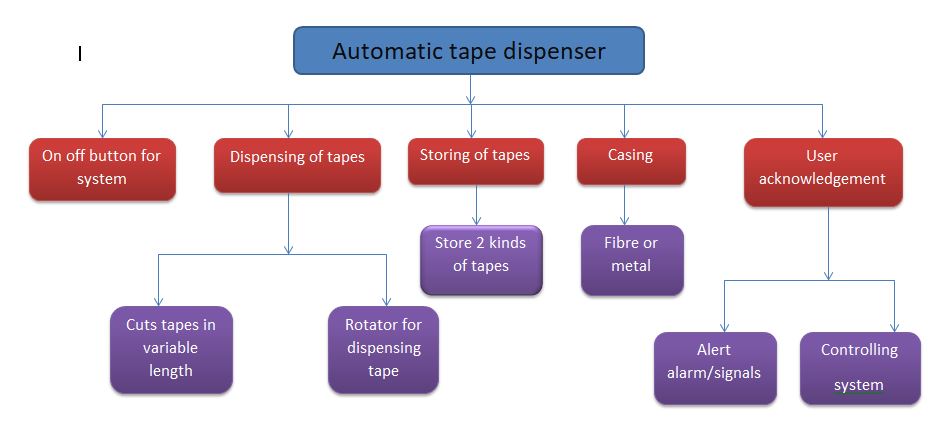 Automatic tape dispenser
On off button for
system
Dispensing of tapes
Storing of tapes
Casing
User
acknowledgement
Store 2 kinds
of tapes
Fibre or
metal
Cuts tapes in
variable
length
Rotator for
dispensing
tape
Alert
alarm/signals
Controlling
system